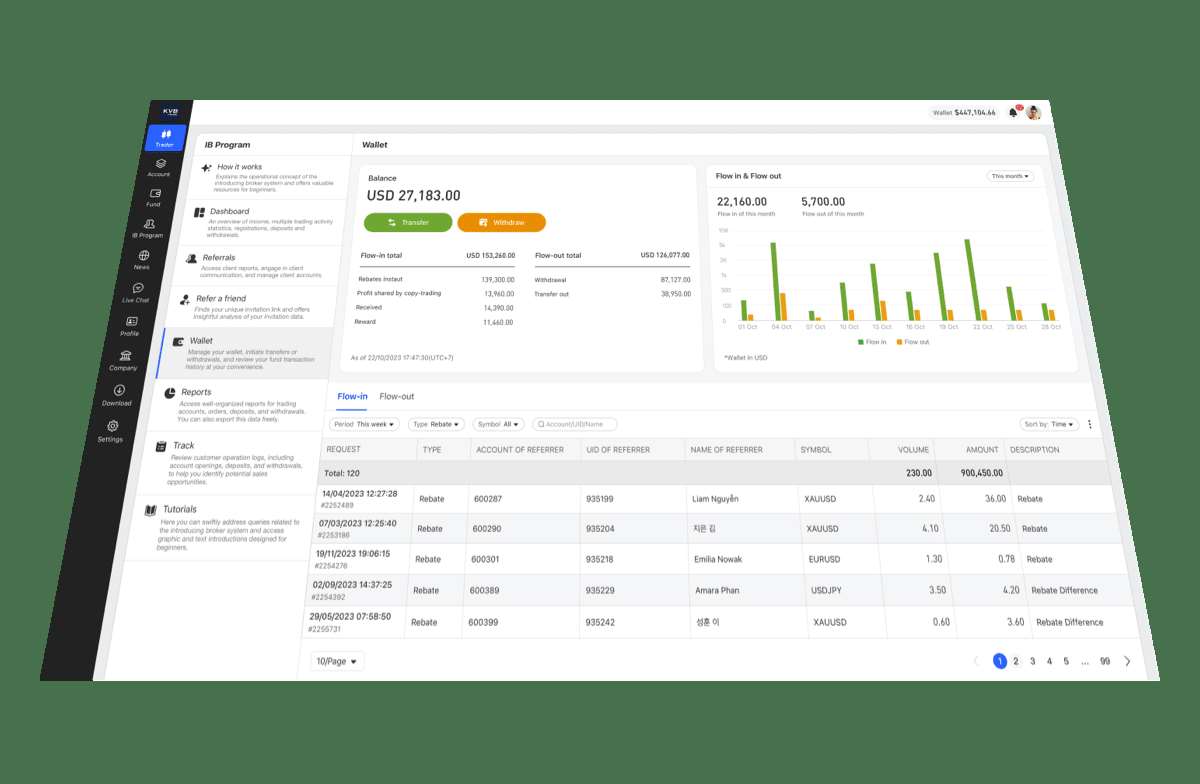 KVB
Wallet $447,104.66
Trader
Account
Fund
IB Program
News
Live Chat
Profile
Company
Download
Settings
IB Program
How it works
Explains the operational concept of the
introducing broker system and offers valuable
resources for beginners.
Dashboard
An overview of income, multiple trading activity
statistics, registrations, deposits and
withdrawals.
Referrals
Access client reports, engage in client
communication, and manage client accounts.
Refer a friend
Finds your unique invitation link and offers
insightful analysis of your invitation data.
Wallet
Manage your wallet, initiate transfers or
withdrawals, and review your fund transaction
history at your convenience.
Reports
Access well-organized reports for trading
accounts, orders, deposits, and withdrawals.
You can also export this data freely.
Track
Review customer operation logs, including
account openings, deposits, and withdrawals,
to help you identify potential sales
opportunities.
Tutorials
Here you can swiftly address queries related to
the introducing broker system and access
graphic and text introductions designed for
beginners.
Wallet
Balance
USD 27,183.00
Transfer Withdraw
Flow-in total USD 153,260.00 Flow-out total USD 126,077.00
Rebates instaut 139,300.00 Withdrawal 87,127.00
Profit shared by copy-trading 13,960.00 Transfer out 38,950.00
Received 14,390.00
Reward 11,460.00
As of 22/10/2023 17:47:30(UTC+7)
Flow in & Flow out This month
22,160.00 5,700.00
Flow in of this month Flow out of this month
5k
500
100
0
01 Oct 04 Oct 07 Oct 10 Oct 13 Oct 16 Oct 19 Oct 22 Oct 25 Oct 28 Oct
Flow in Flow out
*Wallet in USD
Flow-in Flow-out
Period This week Type Rebate Symbol All Account/UID/Name Sort by: Time
REQUEST TYPE ACCOUNT OF REFERRER UID OF REFERRER NAME OF REFERRER SYMBOL VOLUME AMOUNT DESCRIPTION
Total: 120 230.00 900,450.00
14/04/2023 12:27:28 Rebate 600287 935199 Liam Nguyễn XAUUSD 2.40 36.00 Rebate
#2252489
07/03/2023 12:25:40 Rebate 600290 935204 지은 김 XAUUSD 4.10 20.50 Rebate
#2253186
19/11/2023 19:06:15 Rebate 600301 935218 Emilia Nowak EURUSD 1.30 0.78 Rebate
#2254276
02/09/2023 14:37:25 Rebate 600389 935229 Amara Phan USDJPY 3.50 4.20 Rebate Difference
#2254392
29/05/2023 07:58:50 Rebate 600399 935242 성훈 이 XAUUSD 0.60 3.60 Rebate Difference
#2255731
10/Page 1 2 3 4 5 ... 99